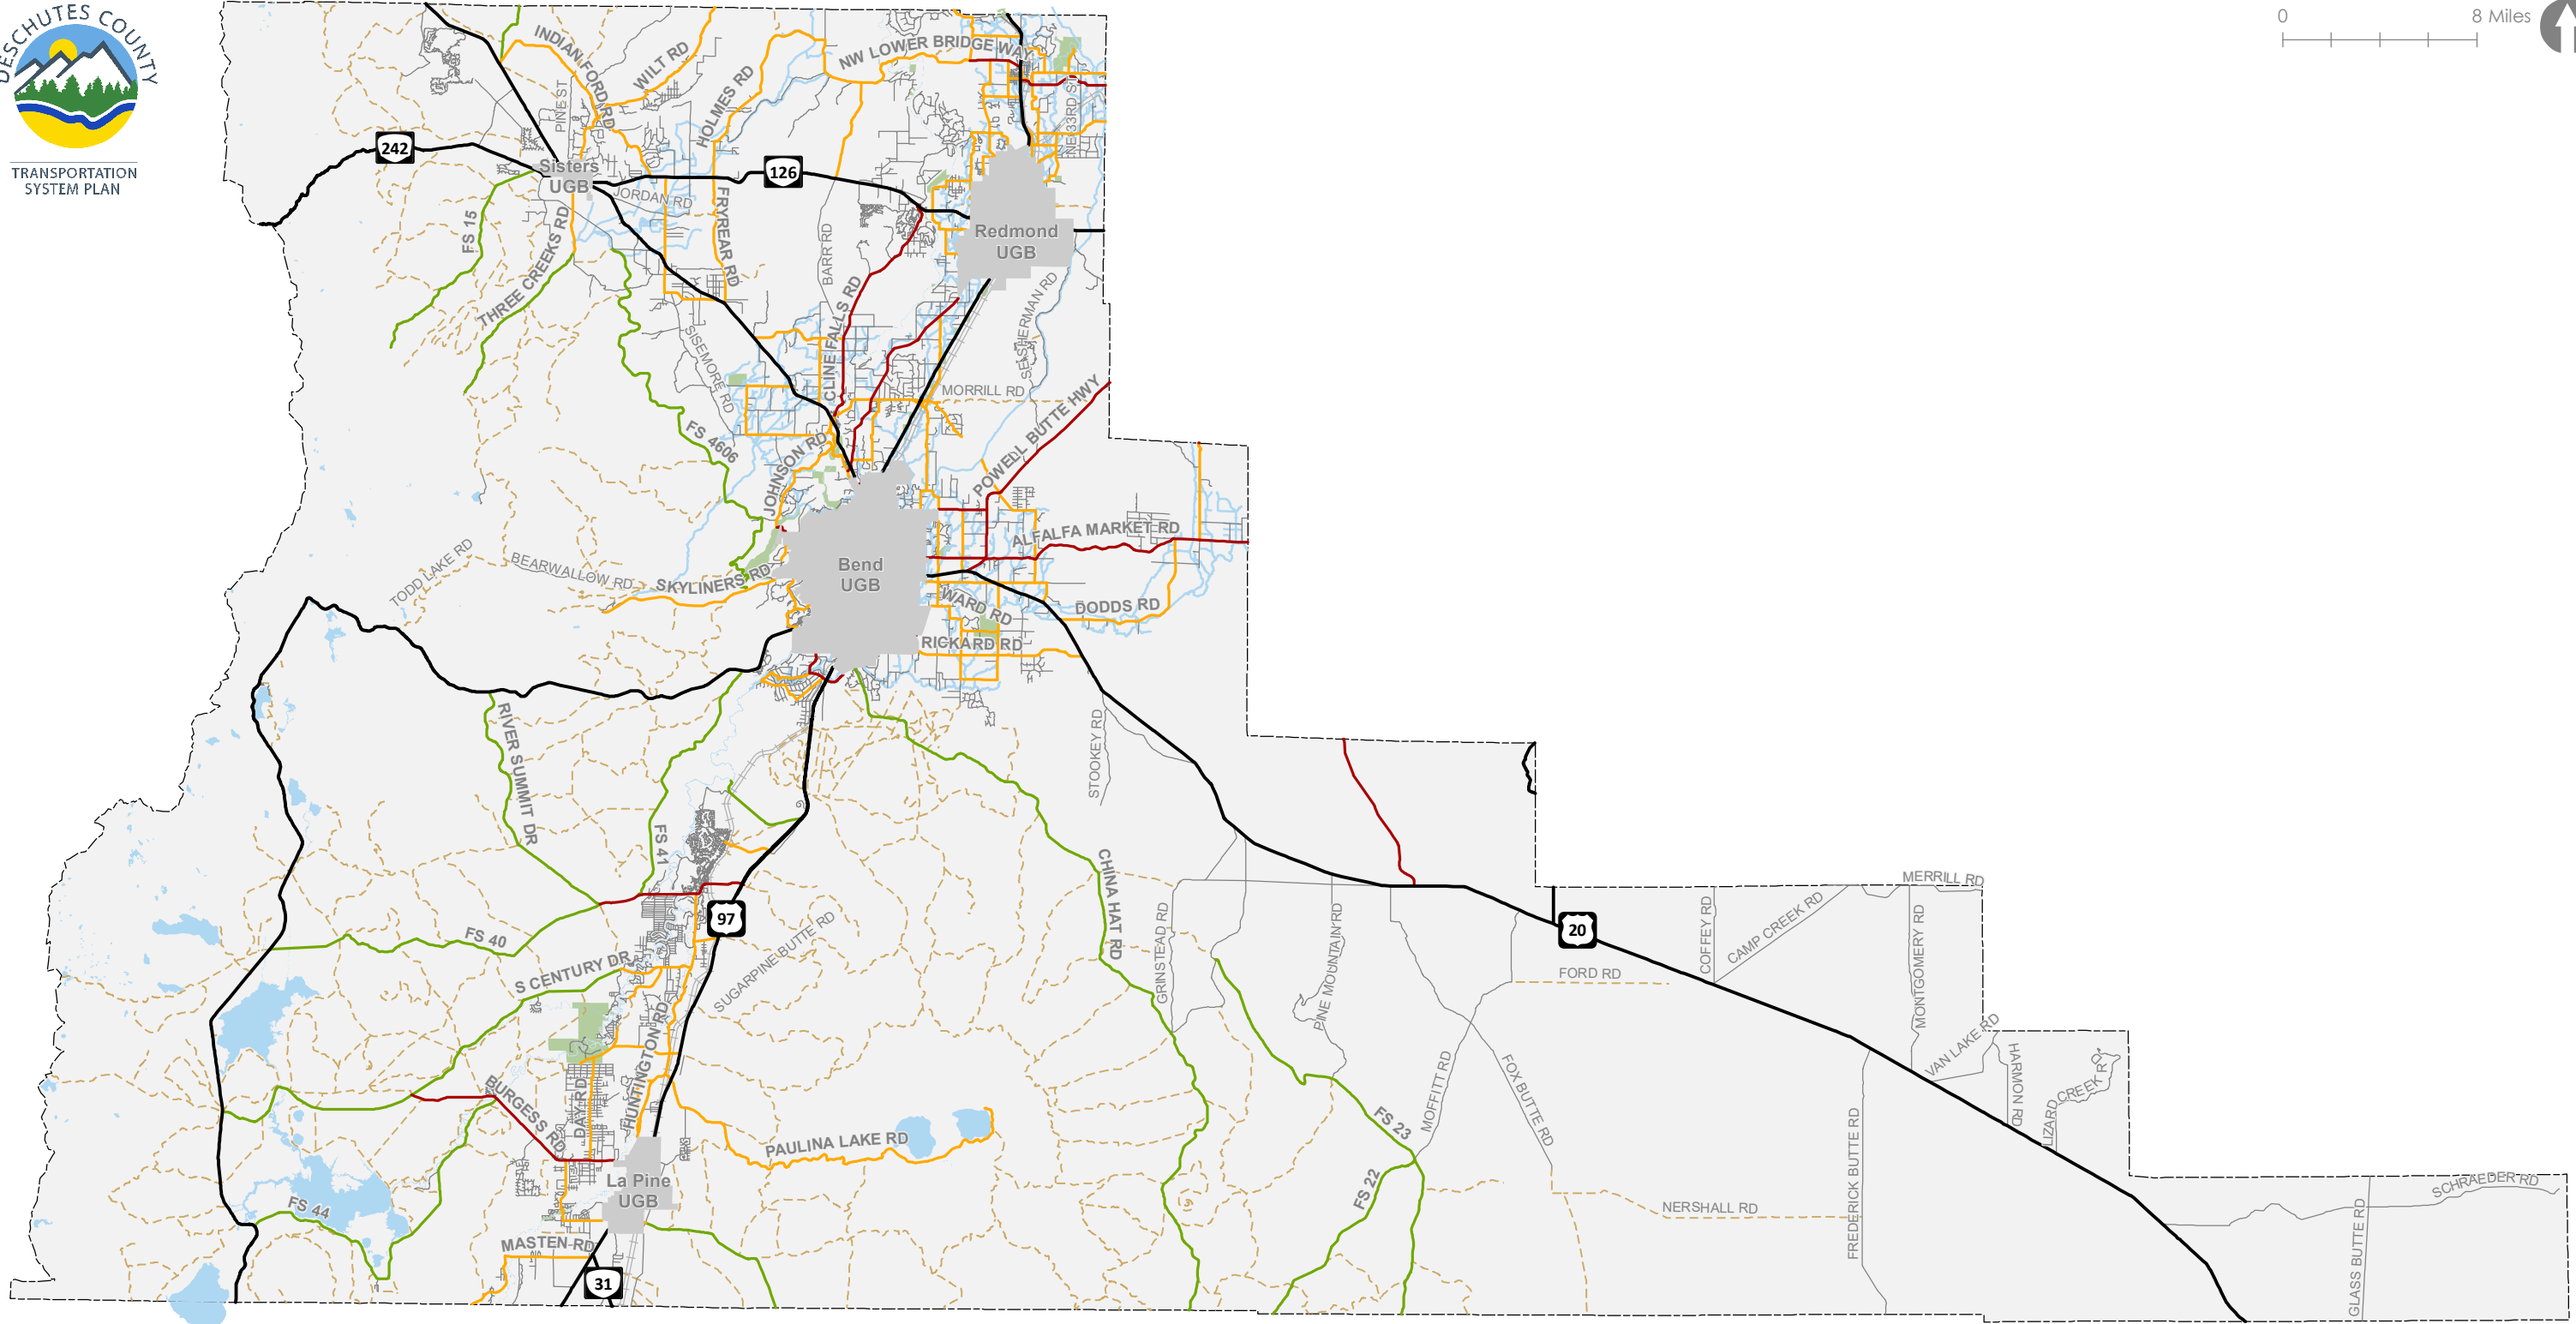 DESCHUTES COUNTY
TRANSPORTATION
SYSTEM PLAN
0
8 Miles
INDIAN FORD RD
WILT RD
HOLMES RD
NW LOWER BRIDGE WAY
PINE ST
242
Sisters
UGB
126
JORDAN RD
FRYREAR RD
BARR RD
FS 15
THREE CREEKS RD
Redmond
UGB
CLINE FALLS RD
SISEMORE RD
MORRILL RD
POWELL BUTTE HWY
FS 4606
JOHNSON RD
ALFALFA MARKET RD
Bend
UGB
TODD LAKE RD
BEARWALLOW RD
SKYLINERS RD
WARD RD
DODDS RD
RICKARD RD
RIVER SUMMIT DR
STOOKEY RD
FS 41
CHINA HAT RD
97
FS 40
SUGARPINE BUTTE RD
S CENTURY DR
GRINSTEAD RD
PINE MOUNTAIN RD
20
FORD RD
COFFEY RD
CAMP CREEK RD
MERRILL RD
MONTGOMERY RD
VAN LAKE RD
HARMON RD
LIZARD CREEK RD
HUNTINGTON RD
BURGESS RD
DAY RD
PAULINA LAKE RD
MOFFITT RD
FOX BUTTE RD
FS 23
FS 22
La Pine
UGB
FS 44
MASTEN RD
31
NERSHALL RD
FREDERICK BUTTE RD
SCHRAEDER RD
GLASS BUTTE RD